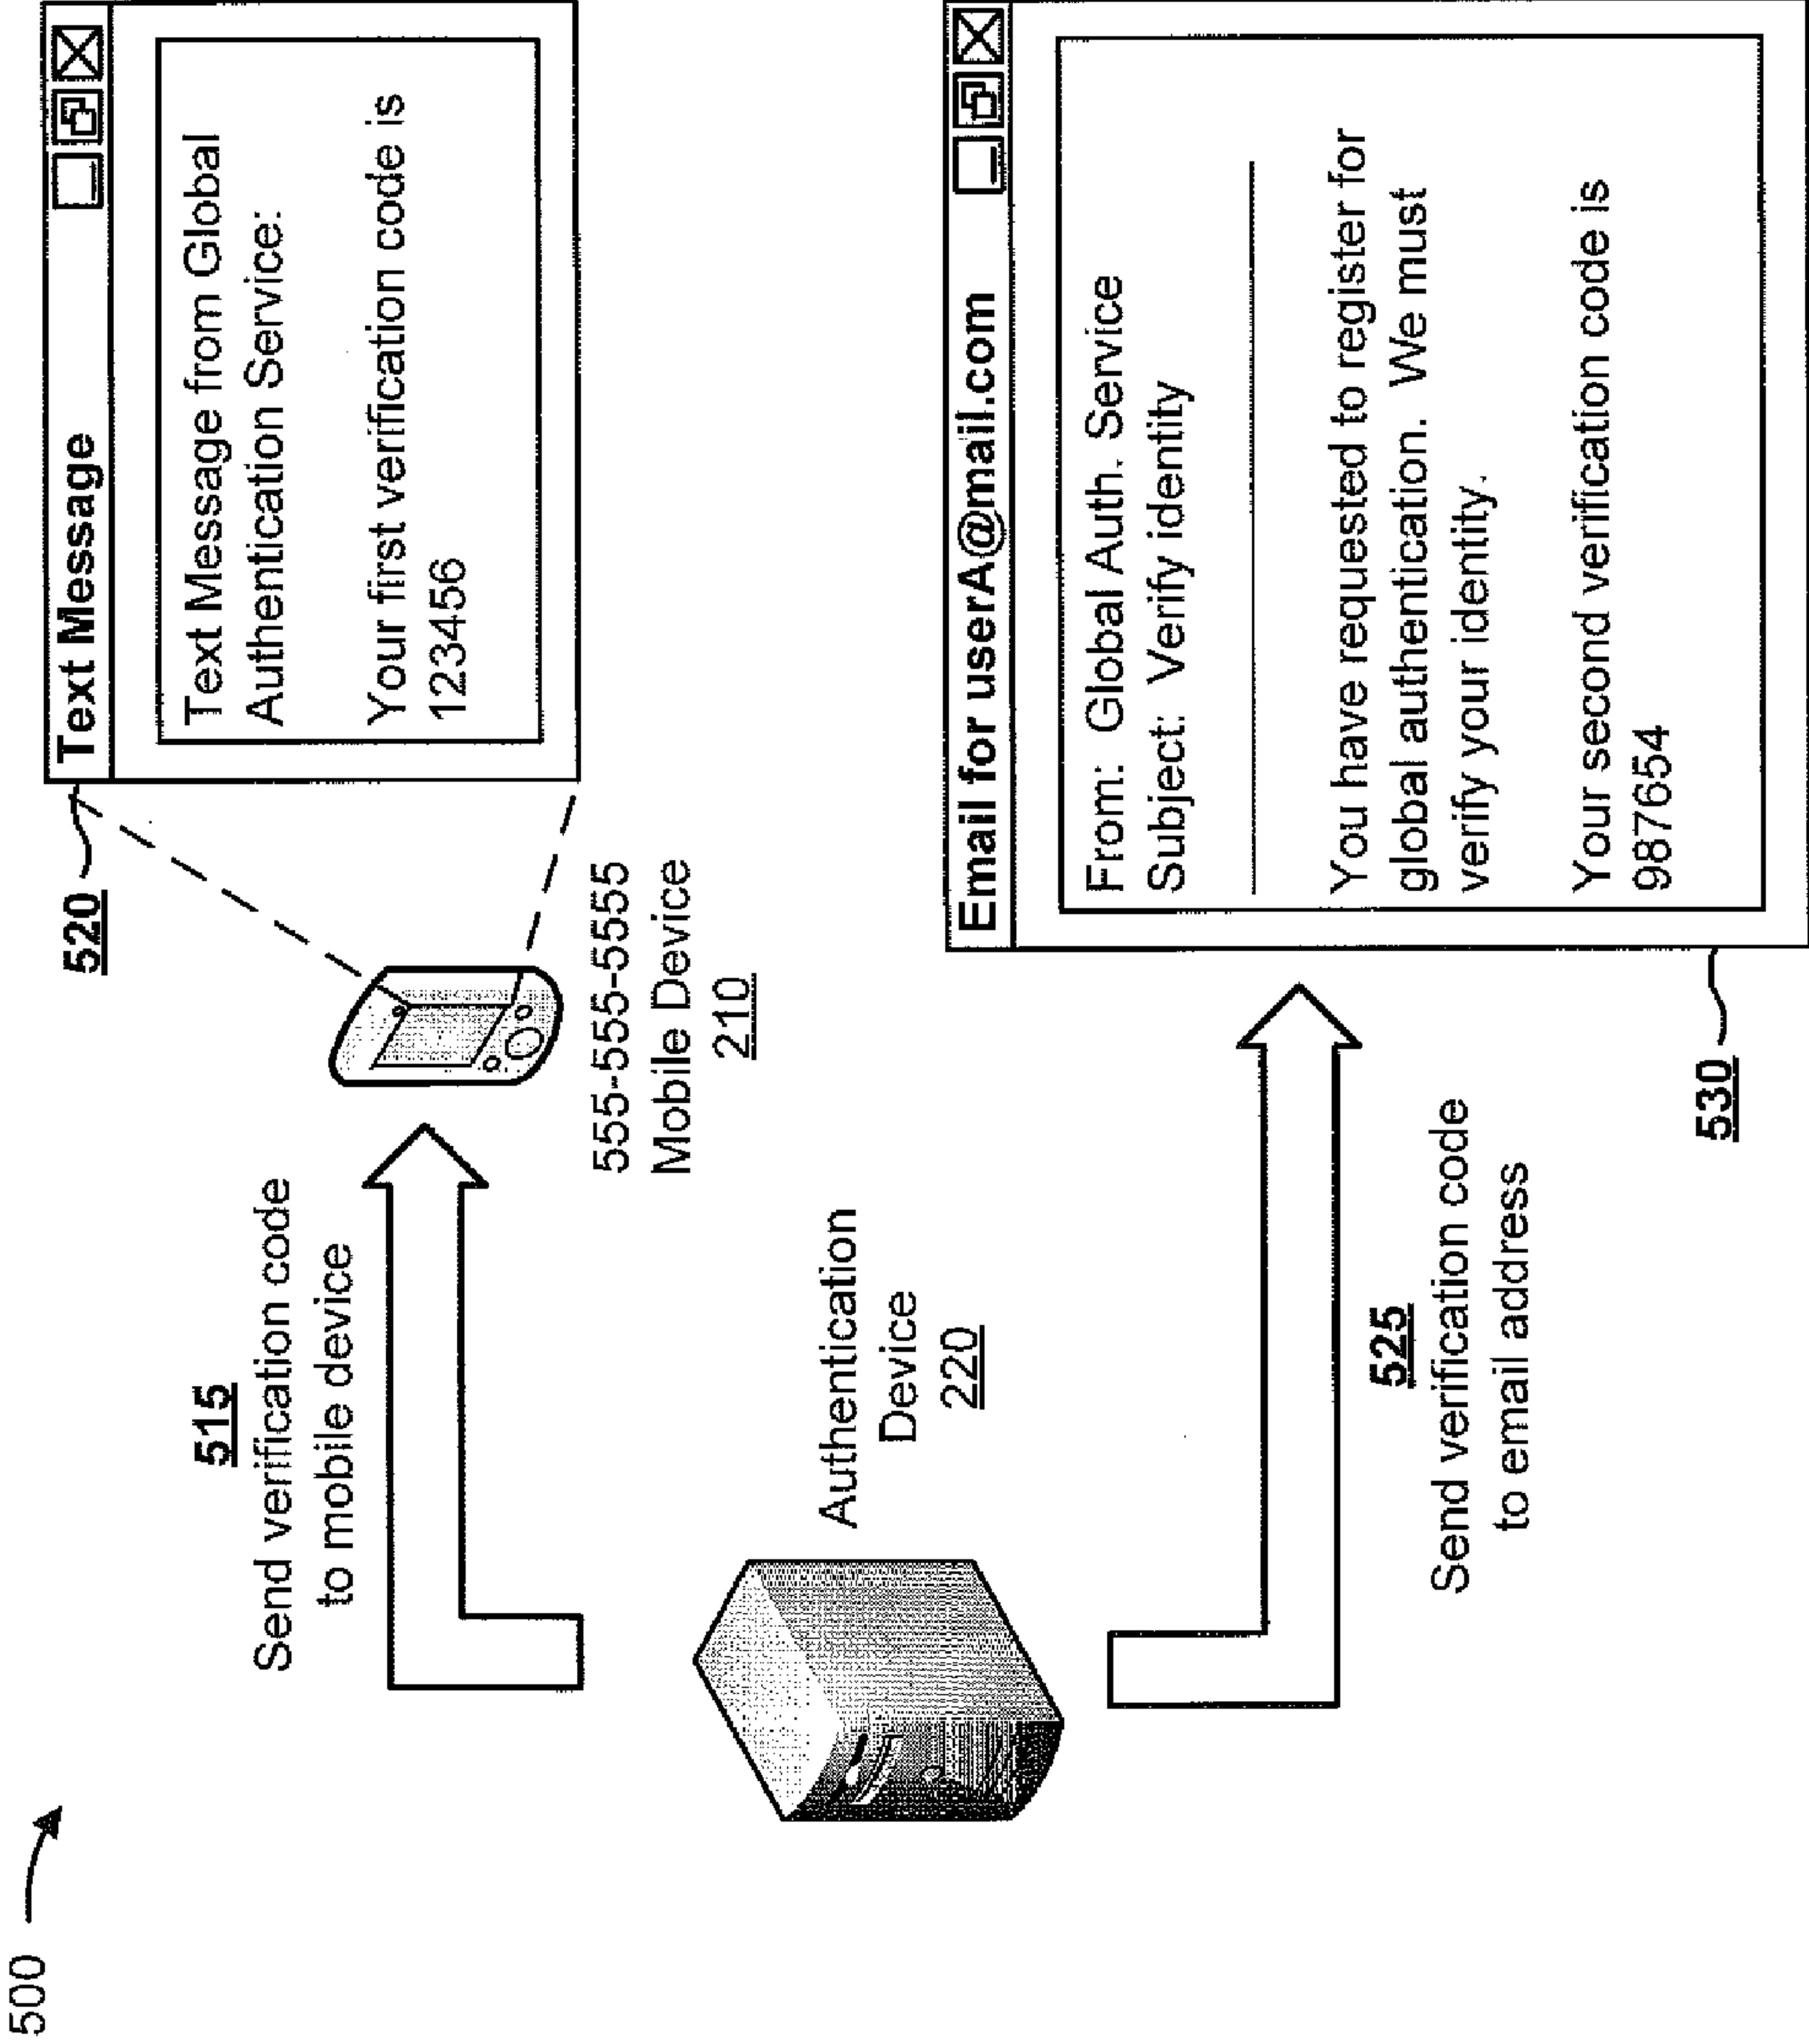 500
515
Send verification code
to mobile device
520
Text Message
Text Message from Global
Authentication Service:
Your first verification code is
123456
555-555-5555
Mobile Device
210
Authentication
Device
220
525
Send verification code
to email address
Email for userA@mail.com
From: Global Auth. Service
Subject: Verify identity
You have requested to register for
global authentication. We must
verify your identity.
Your second verification code is
987654
530